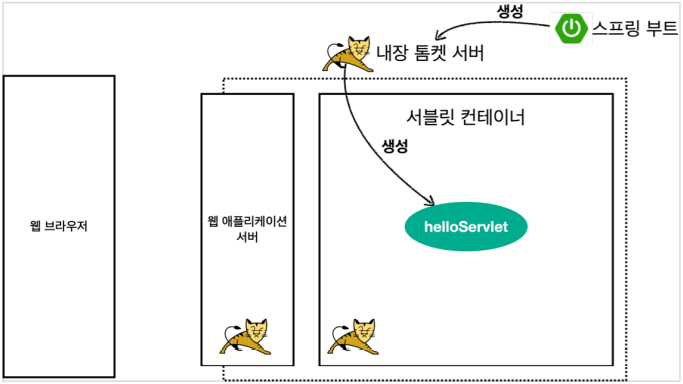 생성
스프링 부트
내장 톰켓 서버
서블릿 컨테이너
생성
웹 브라우저
웹 애플리케이션
서버
helloServlet